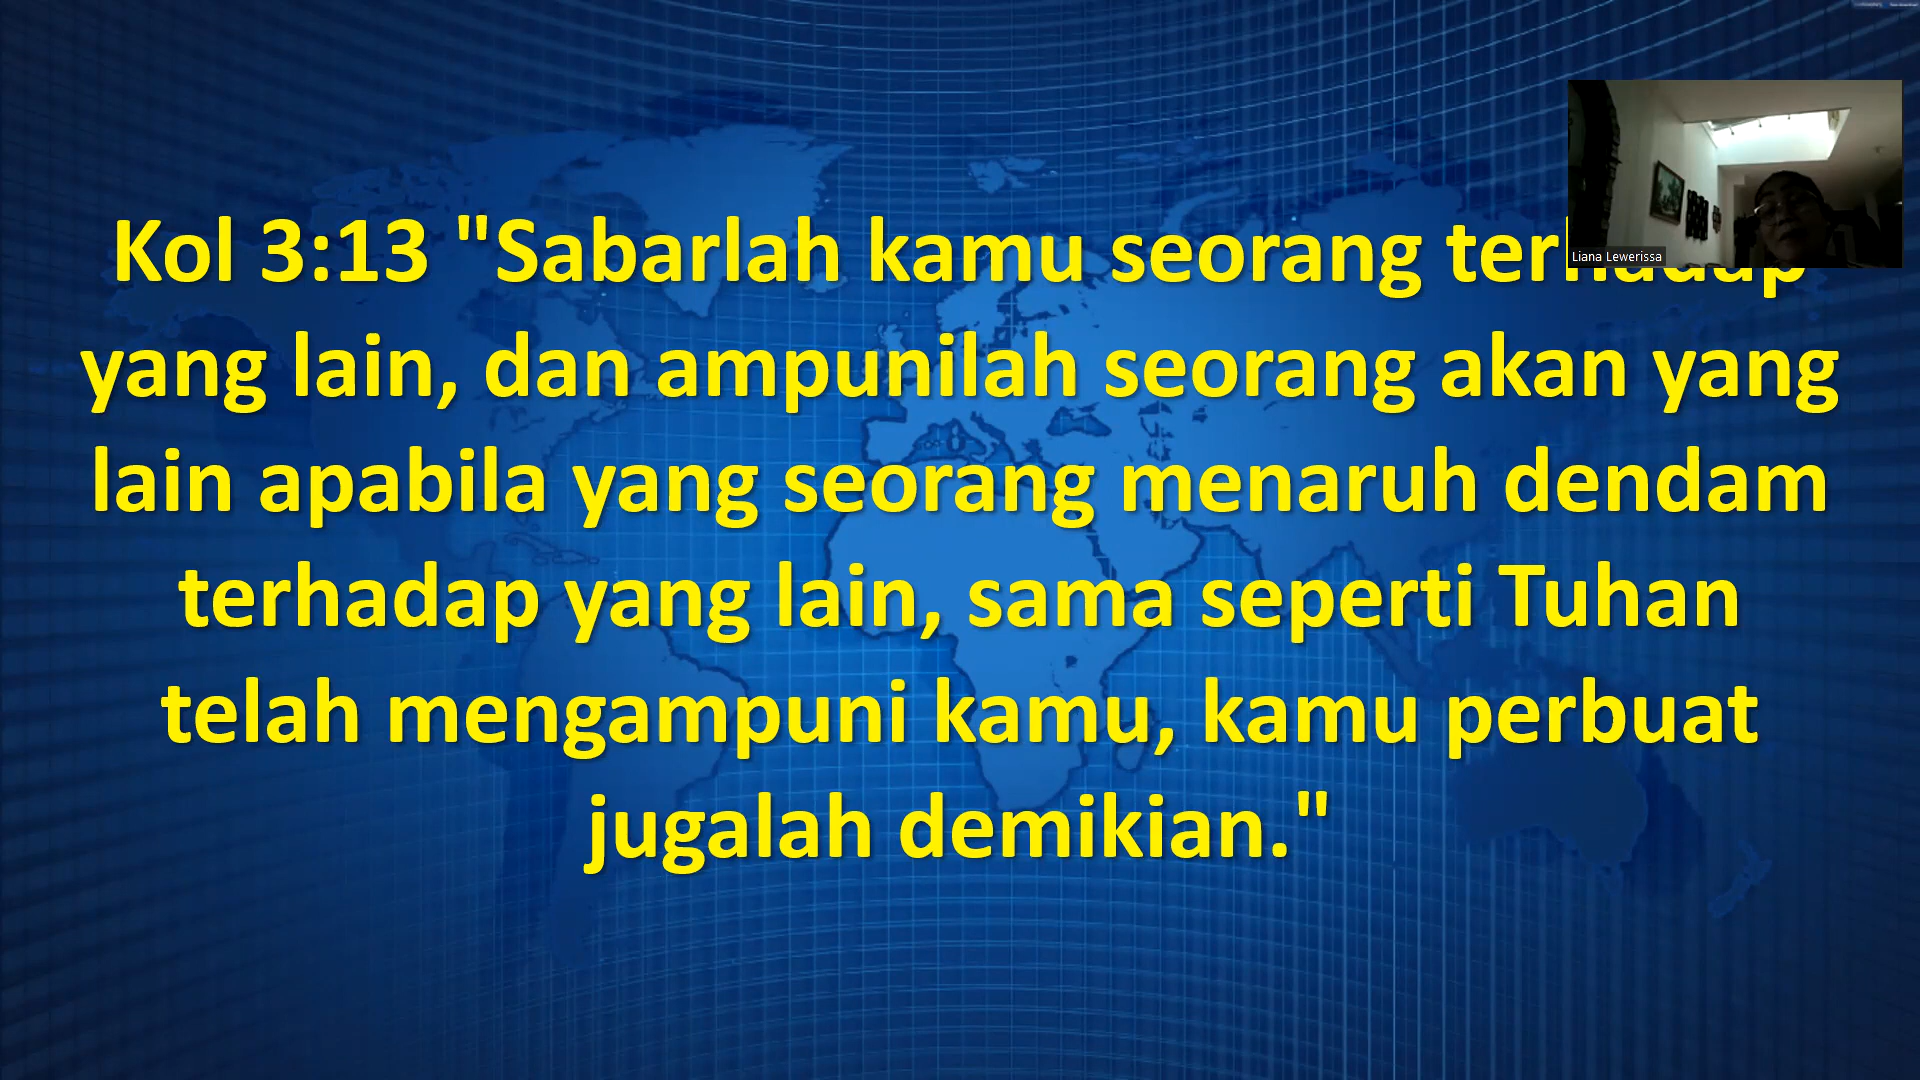 Kol 3:13 "Sabarlah kamu seorang terhadap
yang lain, dan ampunilah seorang akan yang
lain apabila yang seorang menaruh dendam
terhadap yang lain, sama seperti Tuhan
telah mengampuni kamu, kamu perbuat
jugalah demikian."
Liana Lewerissa